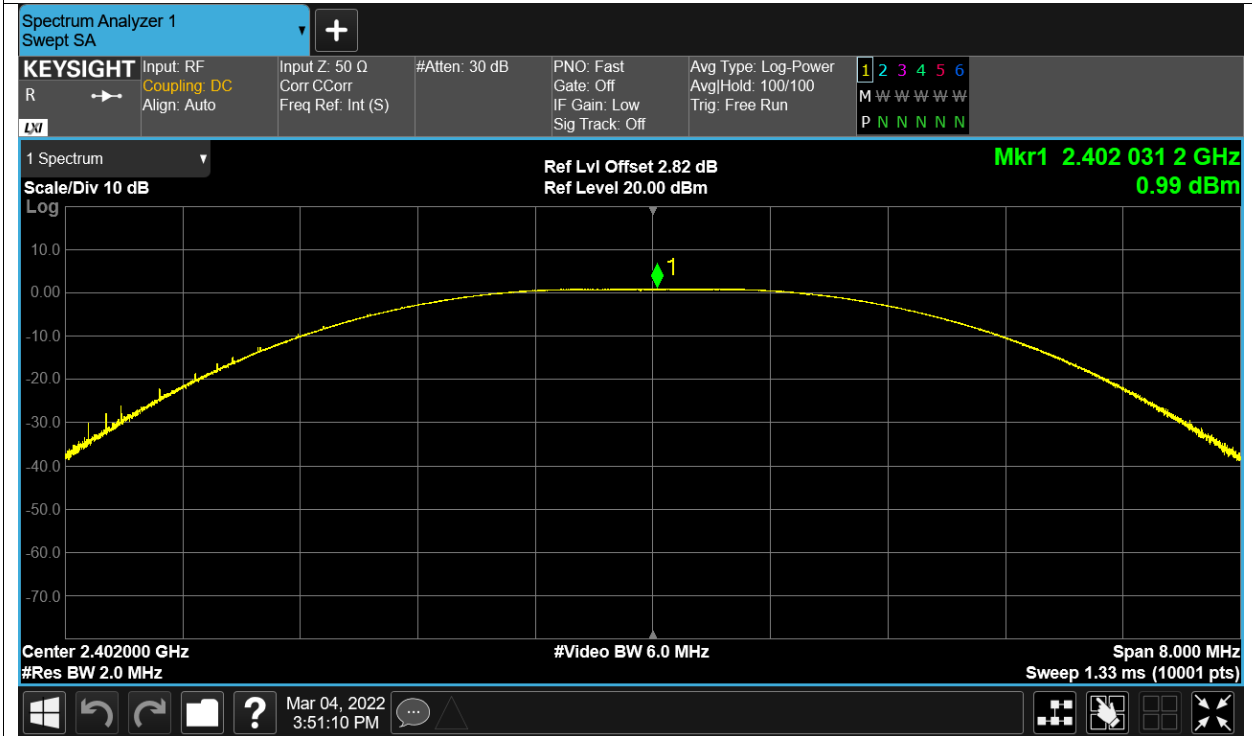 Spectrum Analyzer 1
Swept SA
+
KEYSIGHT Input: RF Input Z: 50 Ω #Atten: 30 dB PNO: Fast Avg Type: Log-Power 1 2 3 4 5 6
R Coupling: DC Corr CCorr Gate: Off Avg|Hold: 100/100 M W W W W W
Align: Auto Freq Ref: Int (S) IF Gain: Low Trig: Free Run
LXI Sig Track: Off P N N N N N
1 Spectrum
Ref Lvl Offset 2.82 dB
Mkr1 2.402 031 2 GHz
Scale/Div 10 dB Ref Level 20.00 dBm 0.99 dBm
Log
10.0
1
0.00
-10.0
-20.0
-30.0
-40.0
-50.0
-60.0
-70.0
Center 2.402000 GHz #Video BW 6.0 MHz Span 8.000 MHz
#Res BW 2.0 MHz Sweep 1.33 ms (10001 pts)
? Mar 04, 2022
3:51:10 PM